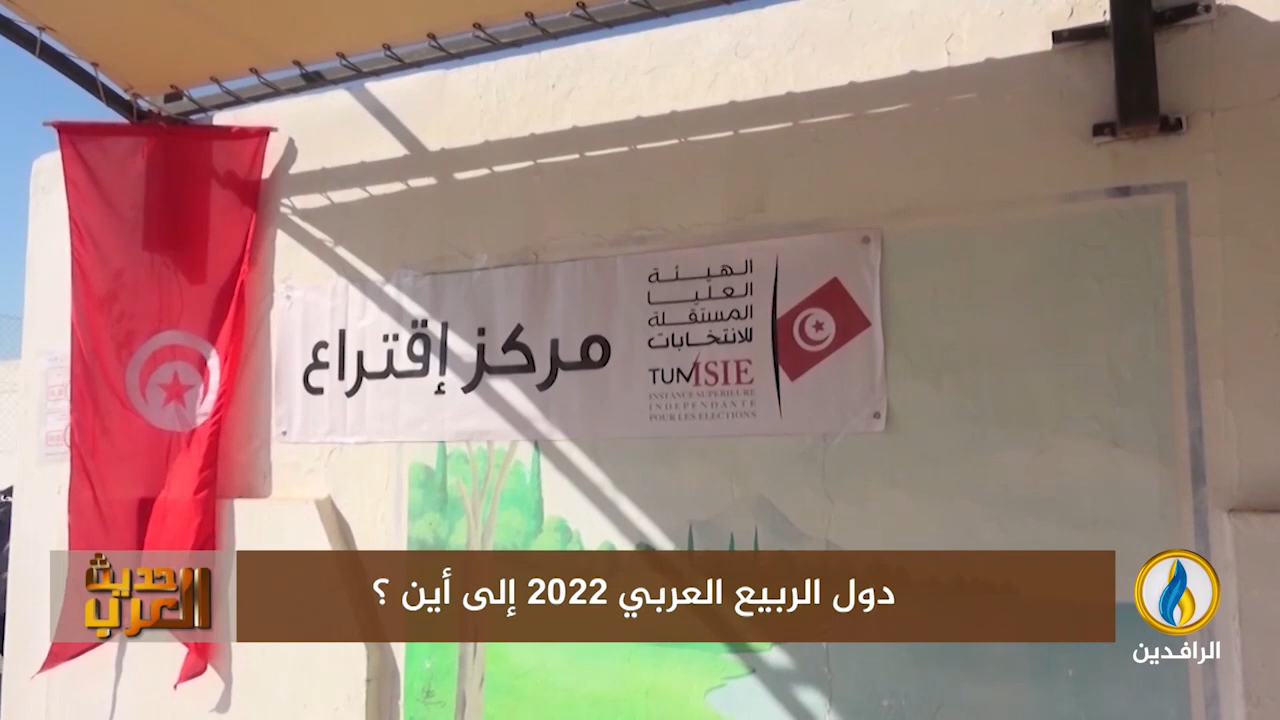 الهيئة
العليا
المستقلة
للانتخابات
TUNISIE
INSTANCE SUPERIEURE
INDEPENDANTE
POUR LES ELECTIONS
مركز إقتراع
دول الربيع العربي 2022 إلى أين ؟
حديث
العرب
الرافدين